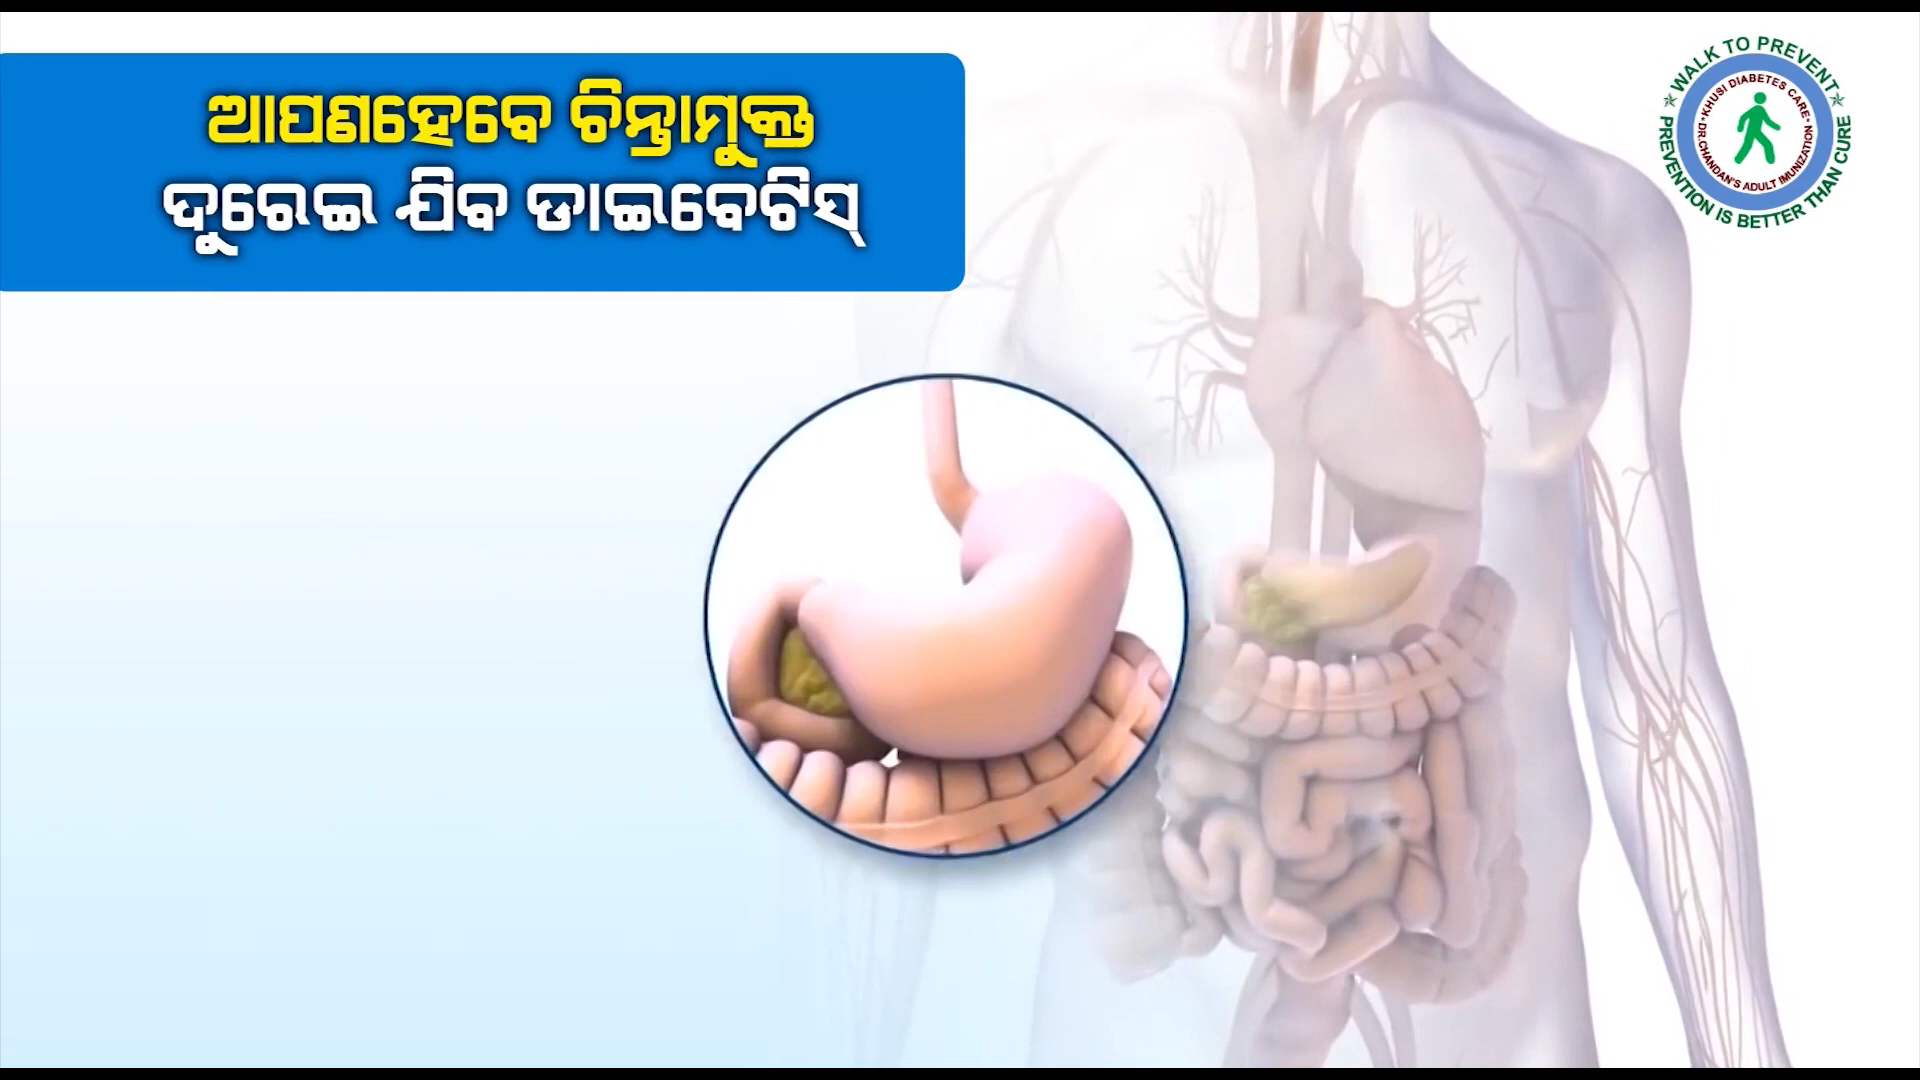 ଆପଣହେବେ ଚିନ୍ତାମୁକ୍ତ
ଦୁରେଇ ଯିବ ଡାଇବେଟିସ୍
WALK TO PREVENT
PREVENTION IS BETTER THAN CURE
KHUSI DIABETES CARE
DR.CHANDAN'S ADULT IMUNIZATION